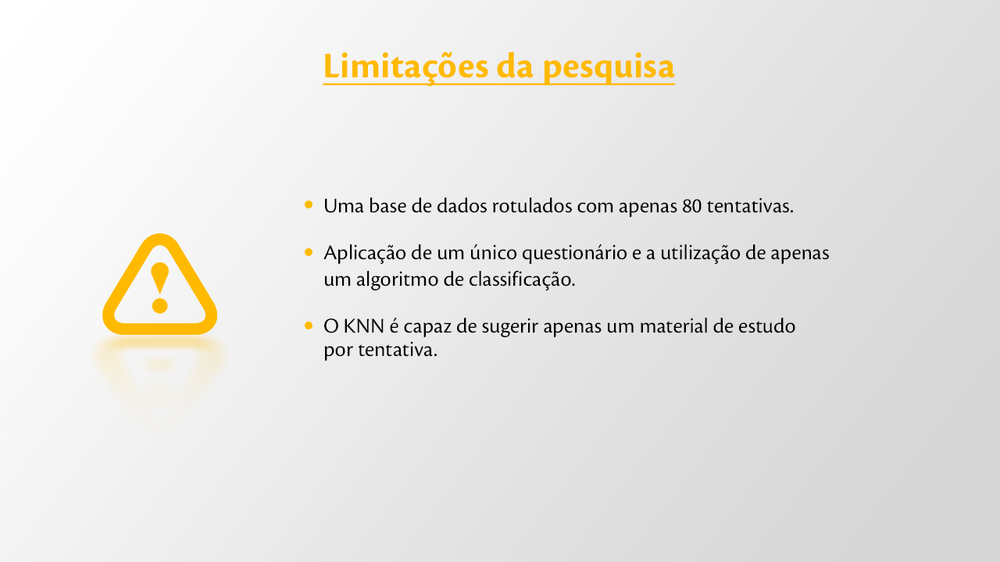 Limitações da pesquisa
Uma base de dados rotulados com apenas 80 tentativas.
Aplicação de um único questionário e a utilização de apenas
um algoritmo de classificação.
O KNN é capaz de sugerir apenas um material de estudo
por tentativa.